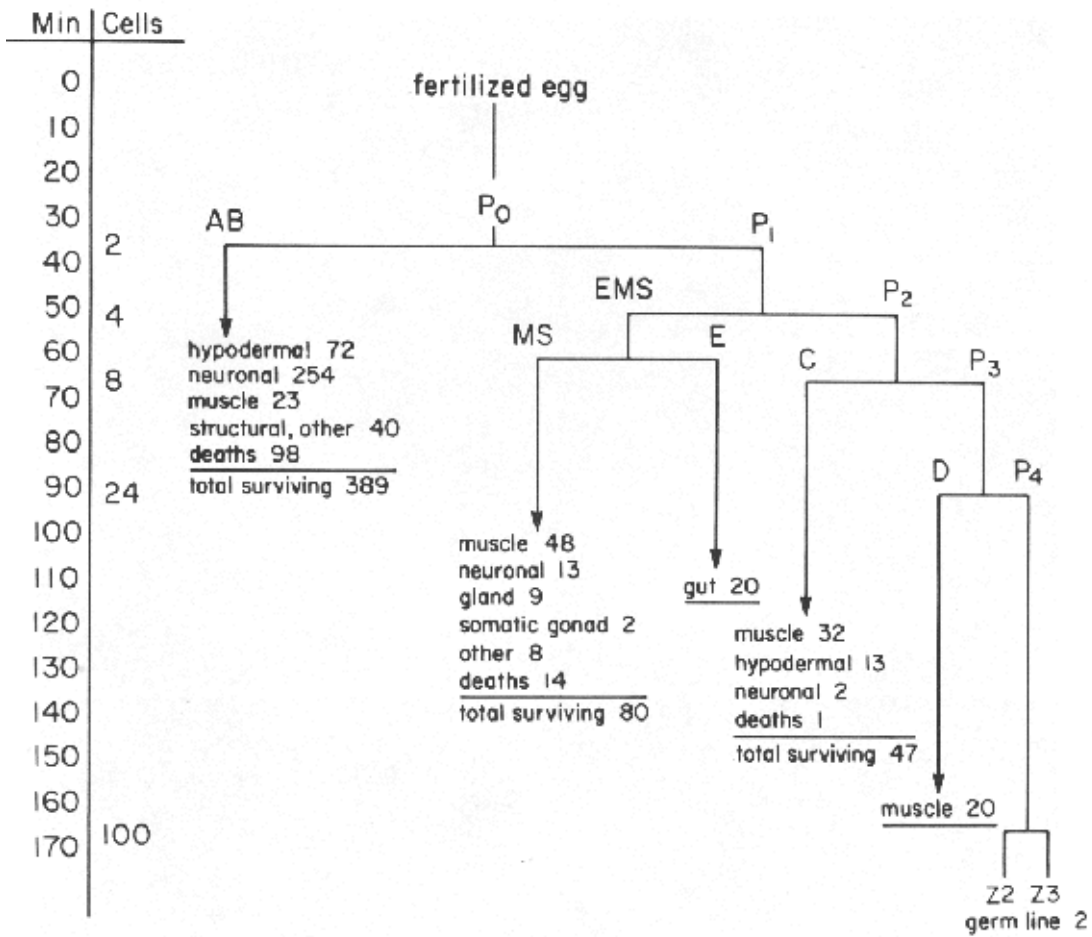 Min Cells
0
10
20
30
40
50
60
70
80
90
100
110
120
130
140
150
160
170
2
4
8
24
100
fertilized egg
AB
P0
P1
EMS
P2
MS
E
C
P3
D
P4
hypodermal 72
neuronal 254
muscle 23
structural, other 40
deaths 98
total surviving 389
muscle 48
neuronal 13
gland 9
somatic gonad 2
other 8
deaths 14
total surviving 80
gut 20
muscle 32
hypodermal 13
neuronal 2
deaths 1
total surviving 47
muscle 20
Z2 Z3
germ line 2